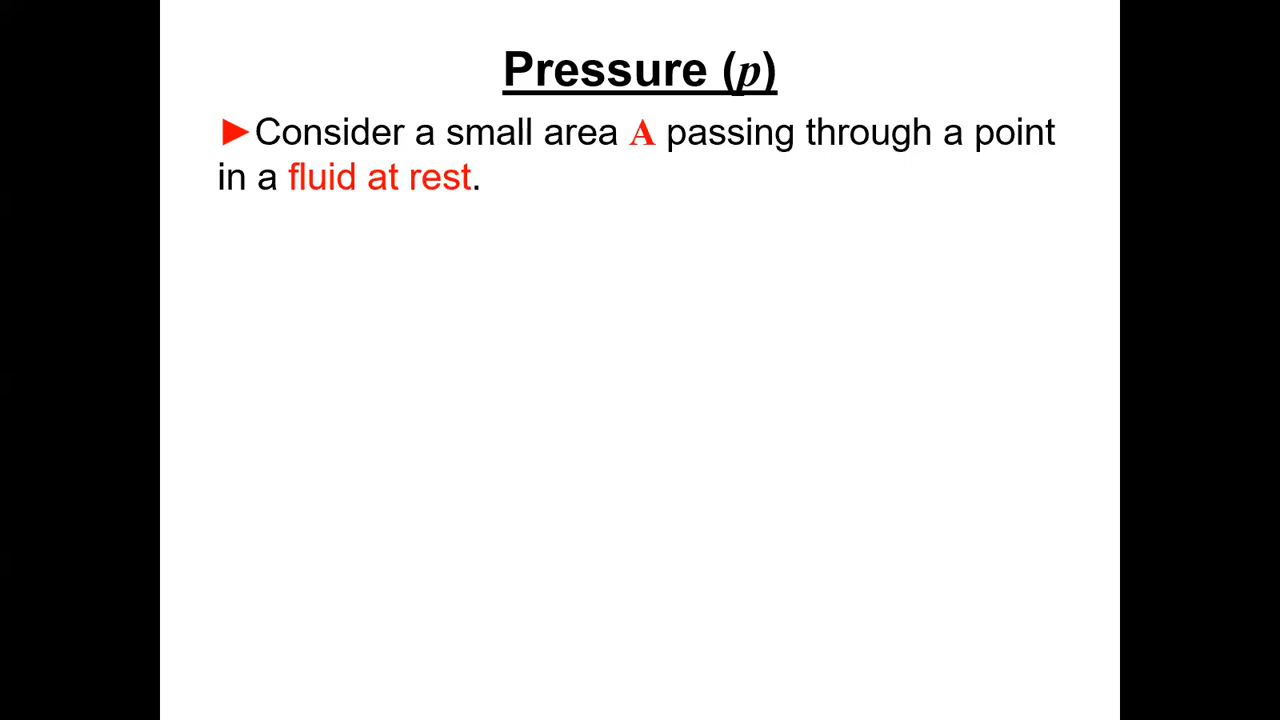 Pressure (p)
►Consider a small area A passing through a point
in a fluid at rest.